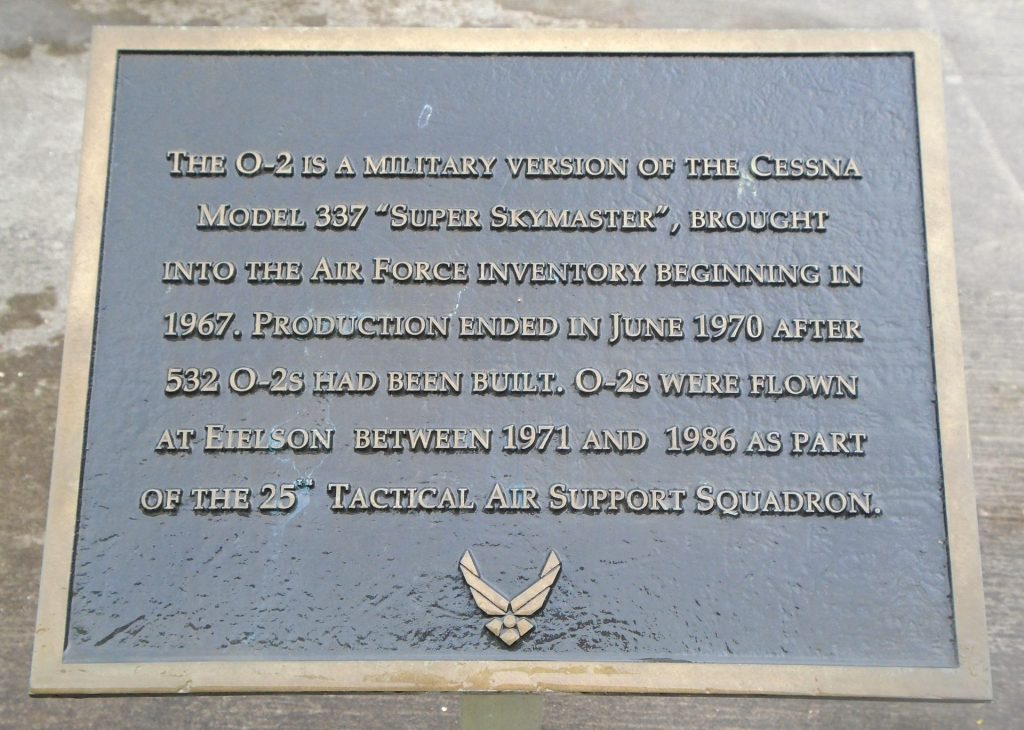 The O-2 is a military version of the Cessna
Model 337 “Super Skymaster”, brought
into the Air Force inventory beginning in
1967. Production ended in June 1970 after
532 O-2s had been built. O-2s were flown
at Eielson between 1971 and 1986 as part
of the 25TH Tactical Air Support Squadron.